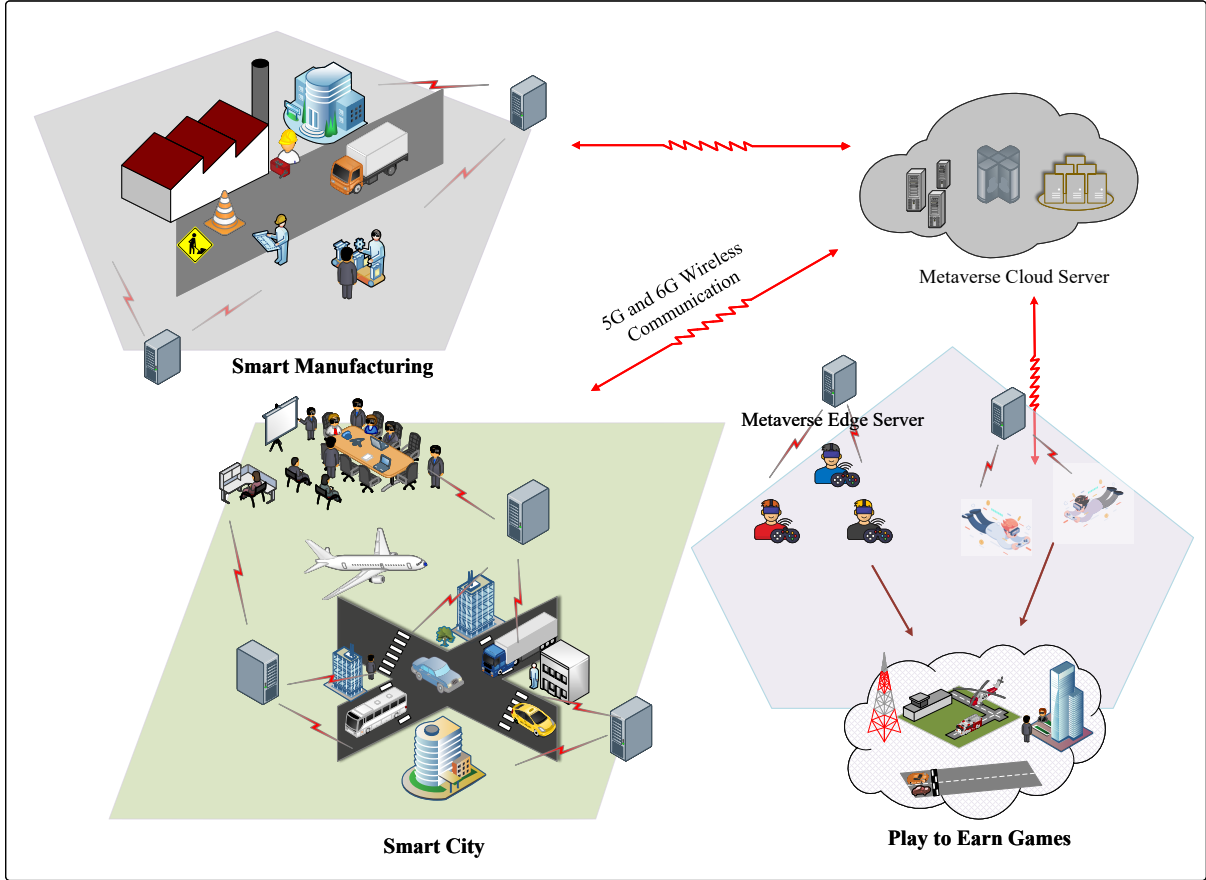 Metaverse Cloud Server
5G and 6G Wireless
Communication
Smart Manufacturing
Metaverse Edge Server
Smart City
Play to Earn Games